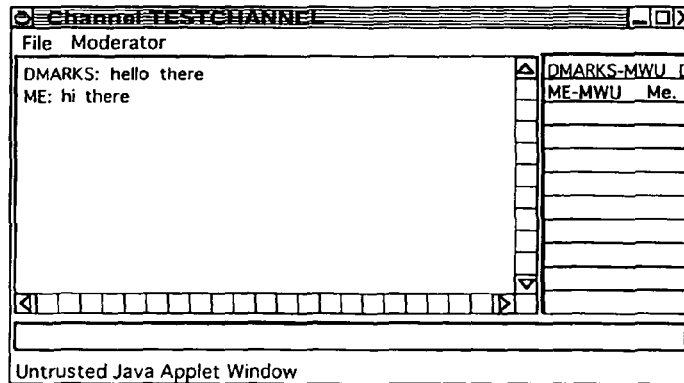 Channel TESTCHANNEL
File Moderator
DMARKS: hello there
ME: hi there
DMARKS-MWU
ME-MWU Me.
Untrusted Java Applet Window